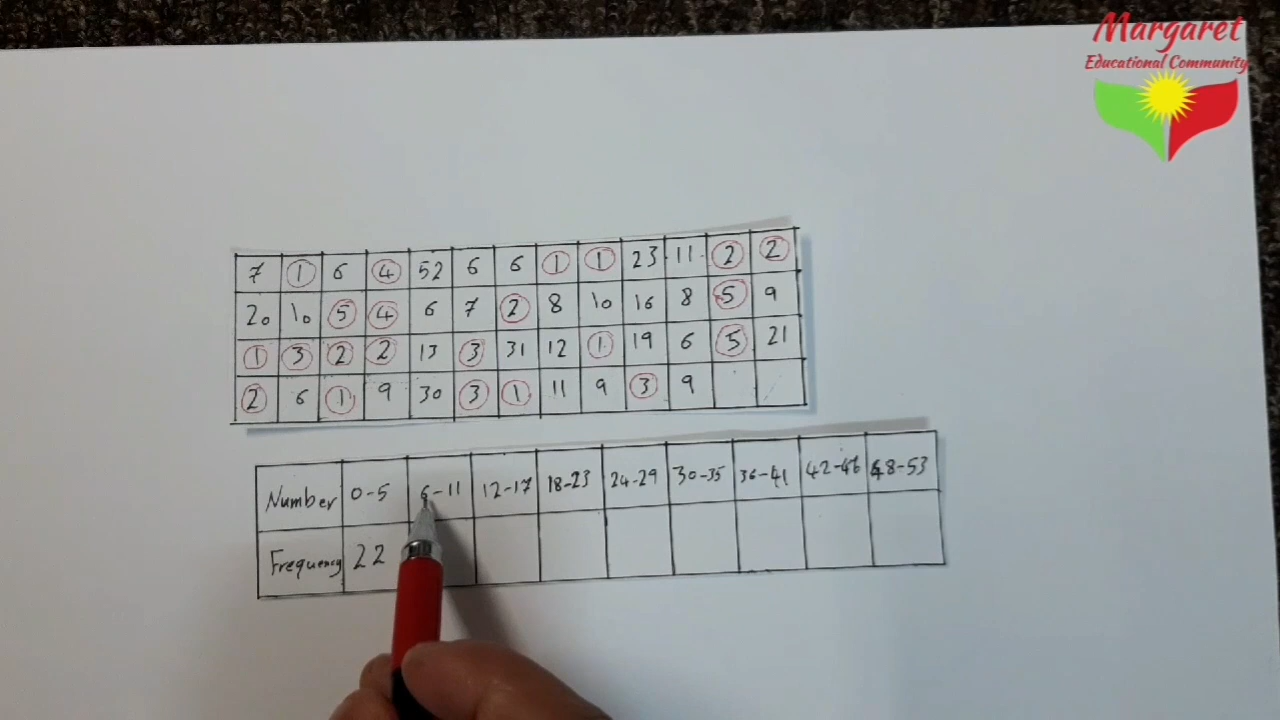 Margaret
Educational Community
7 1 6 4 52 6 6 1 1 23 11 2 2
20 10 5 4 6 7 2 8 10 16 8 5 9
1 3 2 2 13 3 31 12 1 19 6 5 21
2 6 1 9 30 3 1 11 9 3 9
Number 0-5 6-11 12-17 18-23 24-29 30-35 36-41 42-46 48-53
Frequency 22